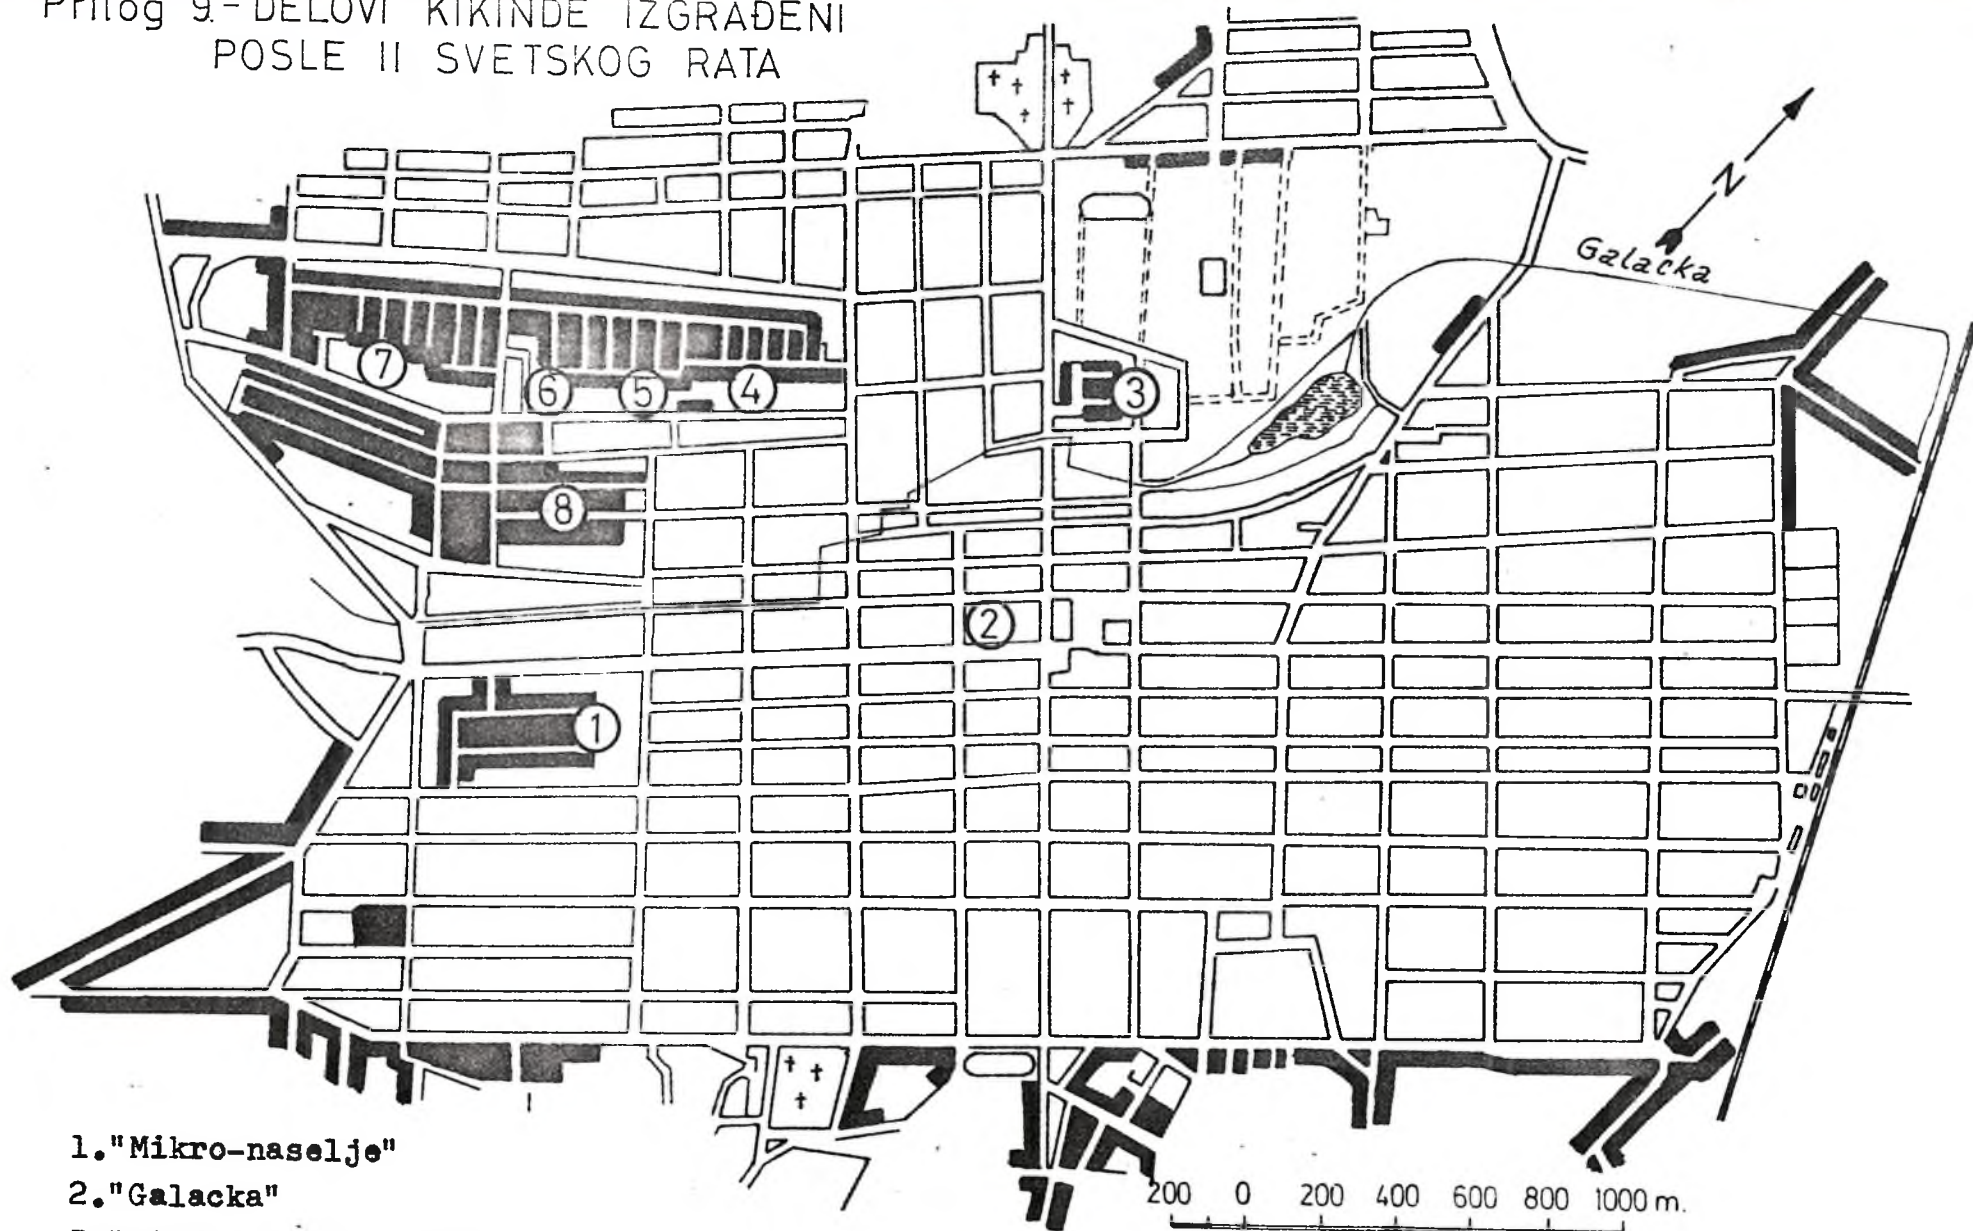 Prilog 9.- DELOVI KIKINDE IZGRAĐENI
POSLE II SVETSKOG RATA
N
Galacka
7
6
5
4
3
8
2
1
1."Mikro-naselje"
2."Galacka"
200 0 200 400 600 800 1000 m.